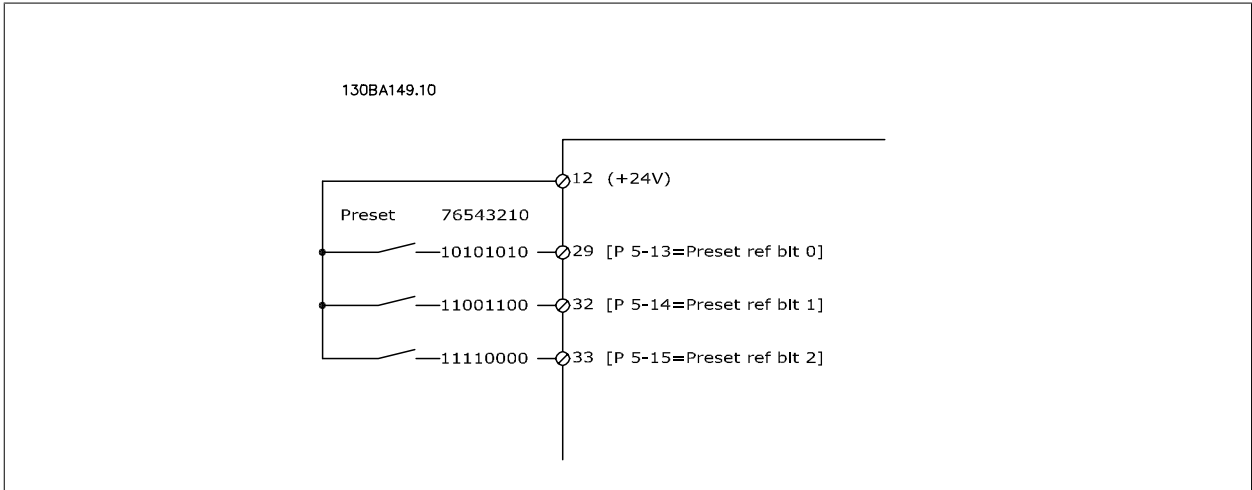 130BA149.10
12 (+24V)
Preset 76543210
10101010 29 [P 5-13=Preset ref bit 0]
11001100 32 [P 5-14=Preset ref bit 1]
11110000 33 [P 5-15=Preset ref bit 2]